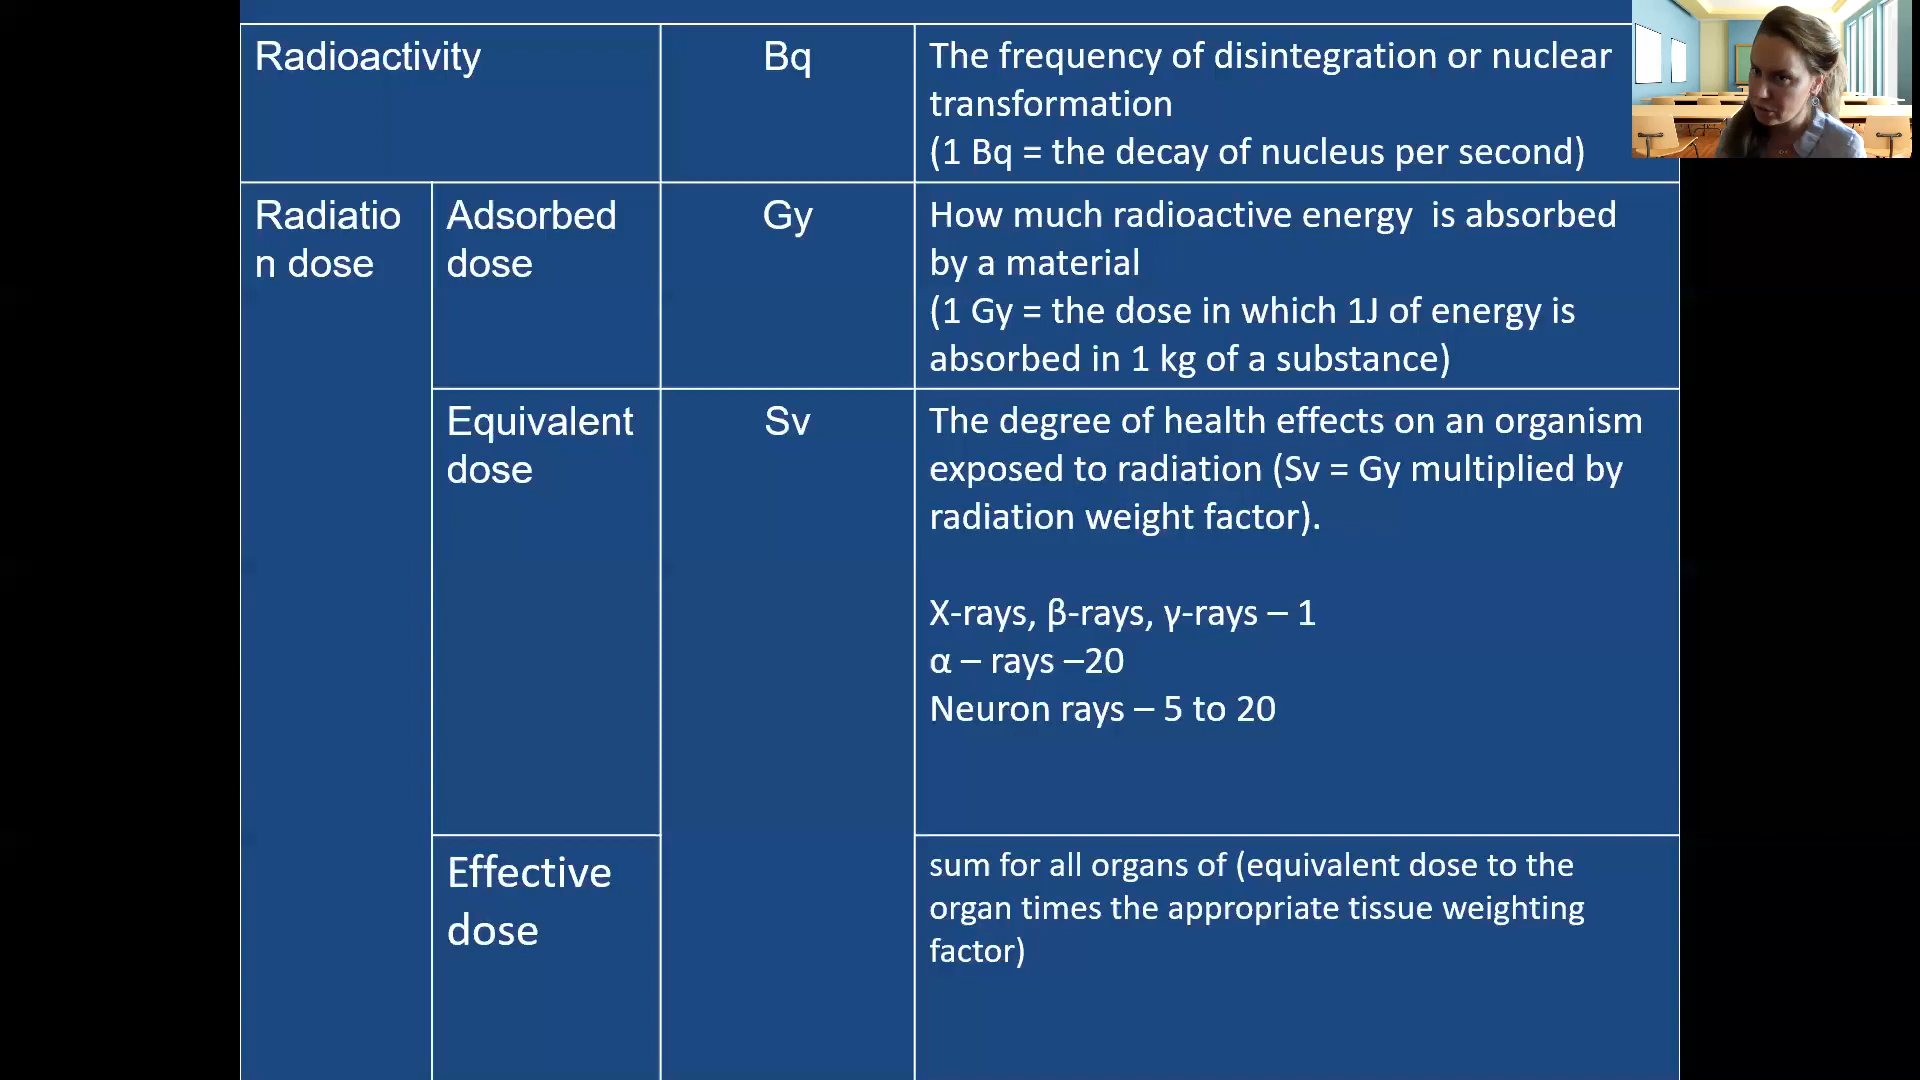 Radioactivity
Bq
The frequency of disintegration or nuclear
transformation
(1 Bq = the decay of nucleus per second)
Radiatio
n dose
Adsorbed
dose
Gy
How much radioactive energy  is absorbed
by a material
(1 Gy = the dose in which 1J of energy is
absorbed in 1 kg of a substance)
Equivalent
dose
Sv
The degree of health effects on an organism
exposed to radiation (Sv = Gy multiplied by
radiation weight factor).
X-rays, β-rays, γ-rays – 1
α – rays –20
Neuron rays – 5 to 20
Effective
dose
sum for all organs of (equivalent dose to the
organ times the appropriate tissue weighting
factor)